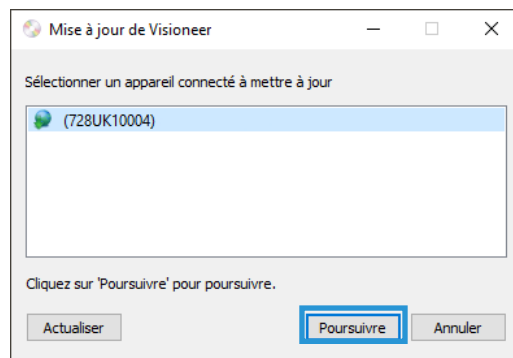 Mise à jour de Visioneer
Sélectionner un appareil connecté à mettre à jour
(728UK10004)
Cliquez sur 'Poursuivre' pour poursuivre.
Actualiser Poursuivre Annuler